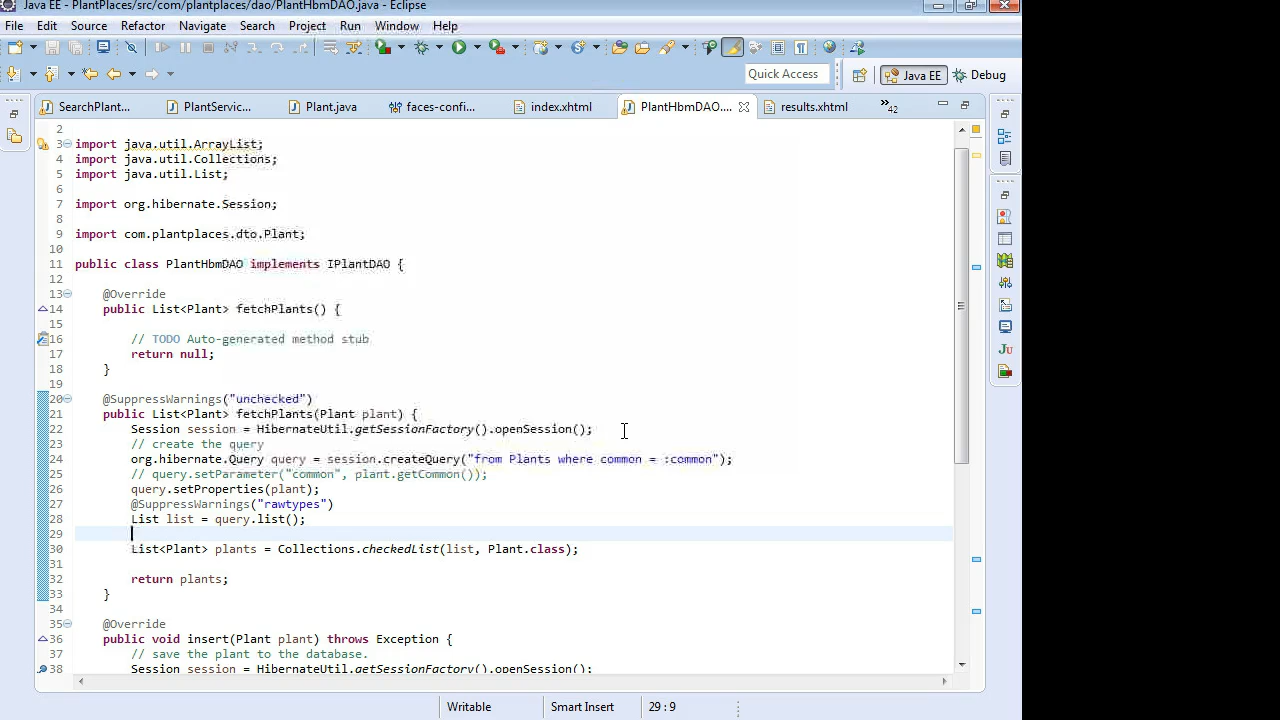 Java EE - PlantPlaces/src/com/plantplaces/dao/PlantHbmDAO.java - Eclipse
File Edit Source Refactor Navigate Search Project Run Window Help
Quick Access Java EE Debug
SearchPlant... PlantServic... Plant.java faces-confi... index.xhtml PlantHbmDAO.... results.xhtml »42
2
3 import java.util.ArrayList;
4 import java.util.Collections;
5 import java.util.List;
6
7 import org.hibernate.Session;
8
9 import com.plantplaces.dto.Plant;
10
11 public class PlantHbmDAO implements IPlantDAO {
12
13 @Override
14 public List<Plant> fetchPlants() {
15
16 // TODO Auto-generated method stub
17 return null;
18 }
19
20 @SuppressWarnings("unchecked")
21 public List<Plant> fetchPlants(Plant plant) {
22 Session session = HibernateUtil.getSessionFactory().openSession();
23 // create the query
24 org.hibernate.Query query = session.createQuery("from Plants where common = :common");
25 // query.setParameter("common", plant.getCommon());
26 query.setProperties(plant);
27 @SuppressWarnings("rawtypes")
28 List list = query.list();
29
30 List<Plant> plants = Collections.checkedList(list, Plant.class);
31
32 return plants;
33 }
34
35 @Override
36 public void insert(Plant plant) throws Exception {
37 // save the plant to the database.
38 Session session = HibernateUtil.getSessionFactory().openSession();
Writable Smart Insert 29 : 9